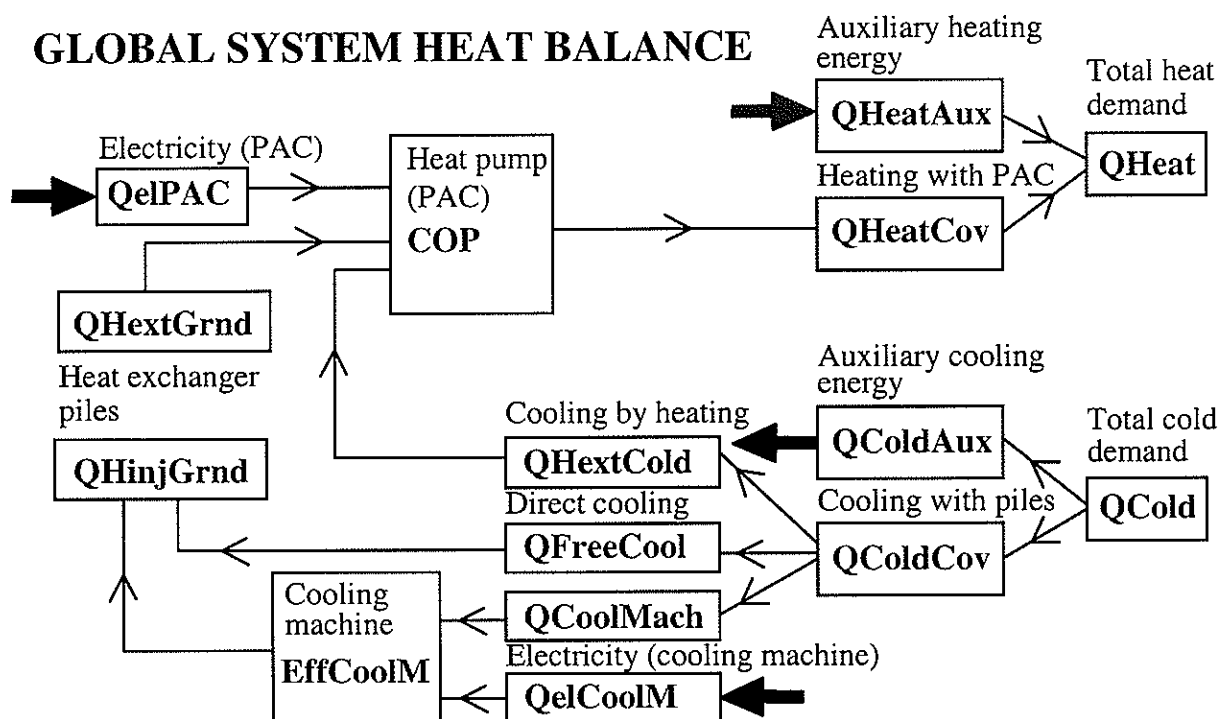 GLOBAL SYSTEM HEAT BALANCE
Auxiliary heating
energy
QHeatAux
Total heat
demand
QHeat
Electricity (PAC)
QelPAC
Heat pump
(PAC)
COP
Heating with PAC
QHeatCov
QHextGrnd
Heat exchanger
piles
QHinjGrnd
Auxiliary cooling
energy
QColdAux
Total cold
demand
QCold
Cooling by heating
QHextCold
Direct cooling
QFreeCool
Cooling with piles
QColdCov
Cooling
machine
EffCoolM
QCoolMach
Electricity (cooling machine)
QelCoolM